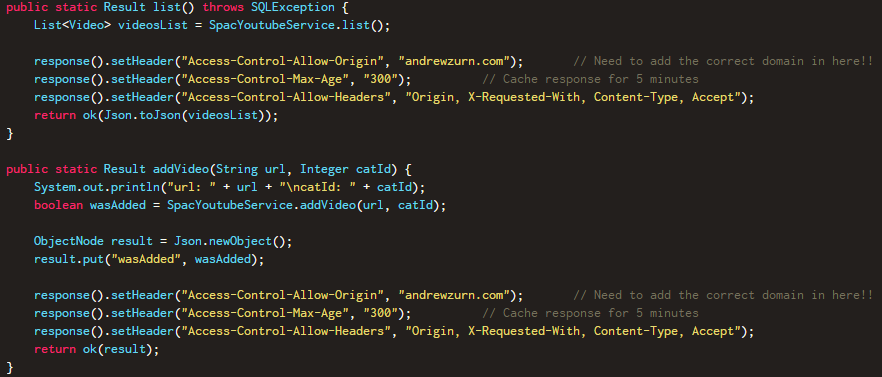 public static Result list() throws SQLException {
    List<Video> videosList = SpacYoutubeService.list();

    response().setHeader("Access-Control-Allow-Origin", "andrewzurn.com");       // Need to add the correct domain in here!!
    response().setHeader("Access-Control-Max-Age", "300");          // Cache response for 5 minutes
    response().setHeader("Access-Control-Allow-Headers", "Origin, X-Requested-With, Content-Type, Accept");
    return ok(Json.toJson(videosList));
}

public static Result addVideo(String url, Integer catId) {
    System.out.println("url: " + url + "\ncatId: " + catId);
    boolean wasAdded = SpacYoutubeService.addVideo(url, catId);

    ObjectNode result = Json.newObject();
    result.put("wasAdded", wasAdded);

    response().setHeader("Access-Control-Allow-Origin", "andrewzurn.com");       // Need to add the correct domain in here!!
    response().setHeader("Access-Control-Max-Age", "300");          // Cache response for 5 minutes
    response().setHeader("Access-Control-Allow-Headers", "Origin, X-Requested-With, Content-Type, Accept");
    return ok(result);
}